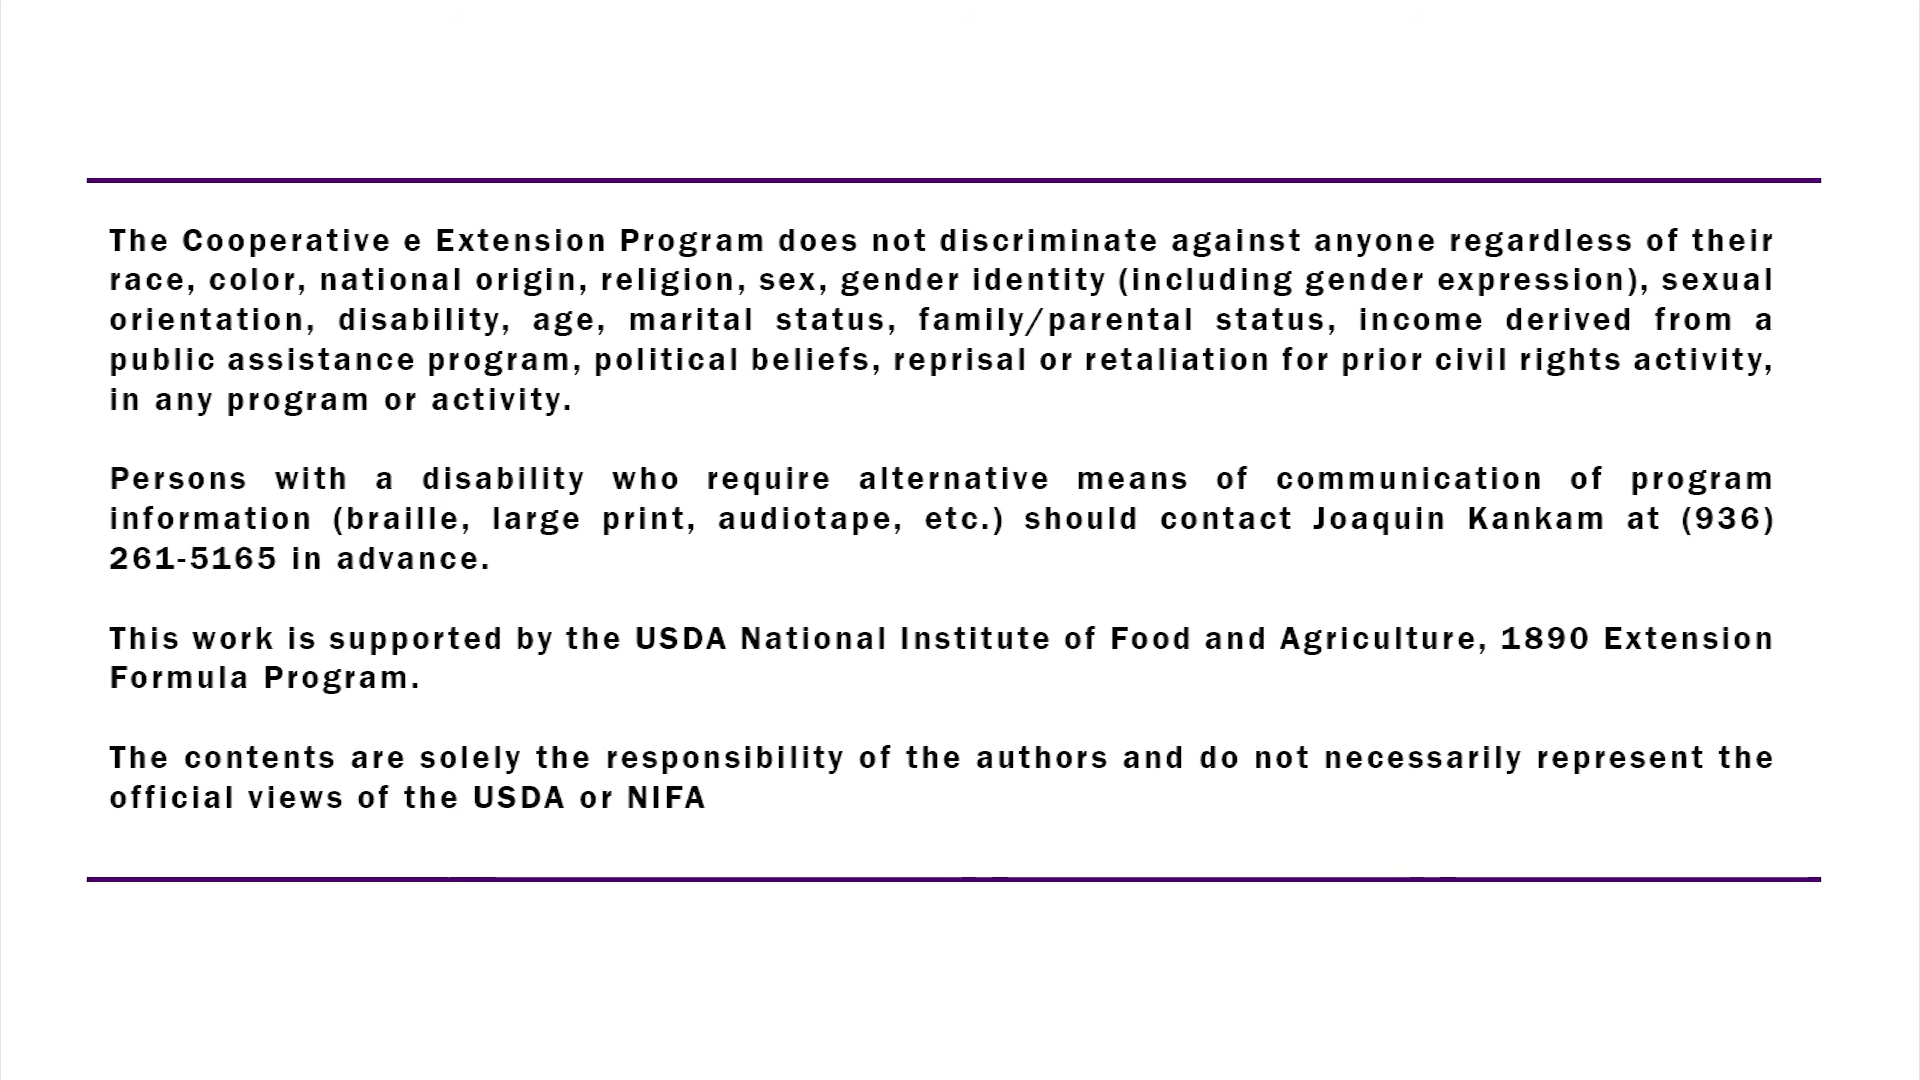 The Cooperative e Extension Program does not discriminate against anyone regardless of their
race, color, national origin, religion, sex, gender identity (including gender expression), sexual
orientation, disability, age, marital status, family/parental status, income derived from a
public assistance program, political beliefs, reprisal or retaliation for prior civil rights activity,
in any program or activity.
Persons with a disability who require alternative means of communication of program
information (braille, large print, audiotape, etc.) should contact Joaquin Kankam at (936)
261-5165 in advance.
This work is supported by the USDA National Institute of Food and Agriculture, 1890 Extension
Formula Program.
The contents are solely the responsibility of the authors and do not necessarily represent the
official views of the USDA or NIFA